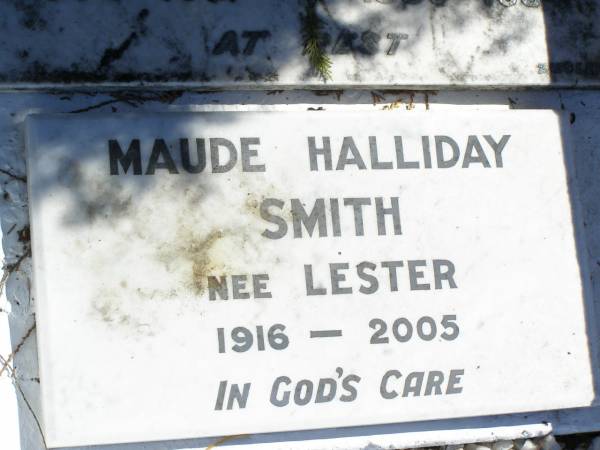 AT REST
MAUDE HALLIDAY
SMITH
NEE LESTER
1916 — 2005
IN GOD'S CARE